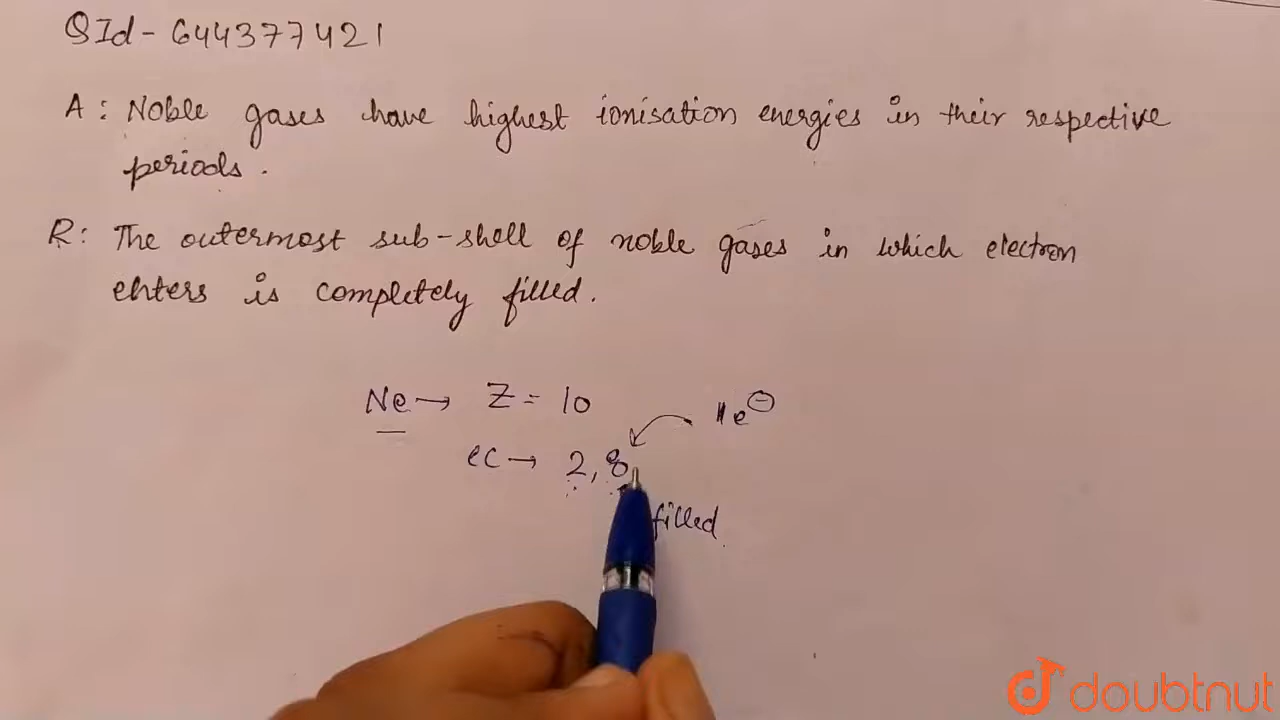 QId - 644377421
A: Noble gases have highest ionisation energies in their respective
periods.
R: The outermost sub-shell of noble gases in which electron
enters is completely filled.
Ne → Z = 10
1e⊖
ec → 2, 8
filled
doubtnut